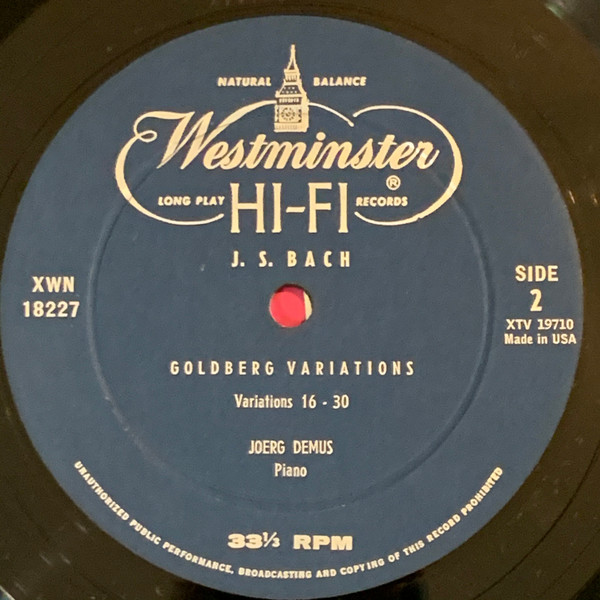 NATURAL BALANCE
Westminster
LONG PLAY HI-FI RECORDS ®
J. S. BACH
XWN
18227
SIDE
2
XTV 19710
Made in USA
GOLDBERG VARIATIONS
Variations 16 - 30
JOERG DEMUS
Piano
33⅓ RPM
UNAUTHORIZED PUBLIC PERFORMANCE, BROADCASTING AND COPYING OF THIS RECORD PROHIBITED